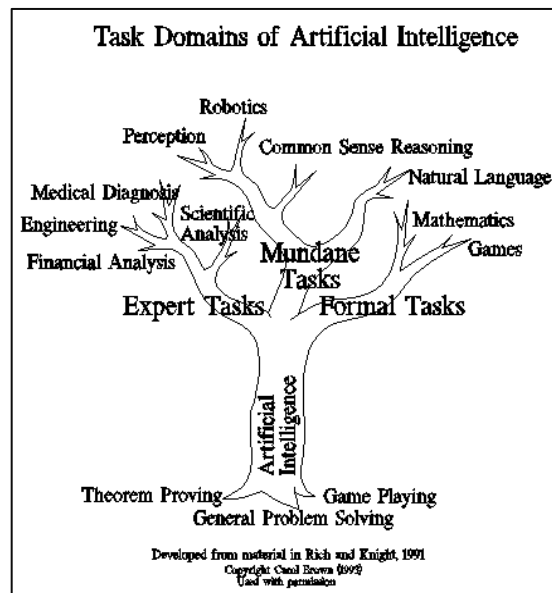 Task Domains of Artificial Intelligence
Robotics
Perception
Common Sense Reasoning
Natural Language
Medical Diagnosis
Scientific
Analysis
Mathematics
Engineering
Games
Financial Analysis
Mundane
Tasks
Expert Tasks
Formal Tasks
Artificial
Intelligence
Theorem Proving
Game Playing
General Problem Solving
Developed from material in Rich and Knight, 1991
Copyright Carol Brown (1992)
Used with permission